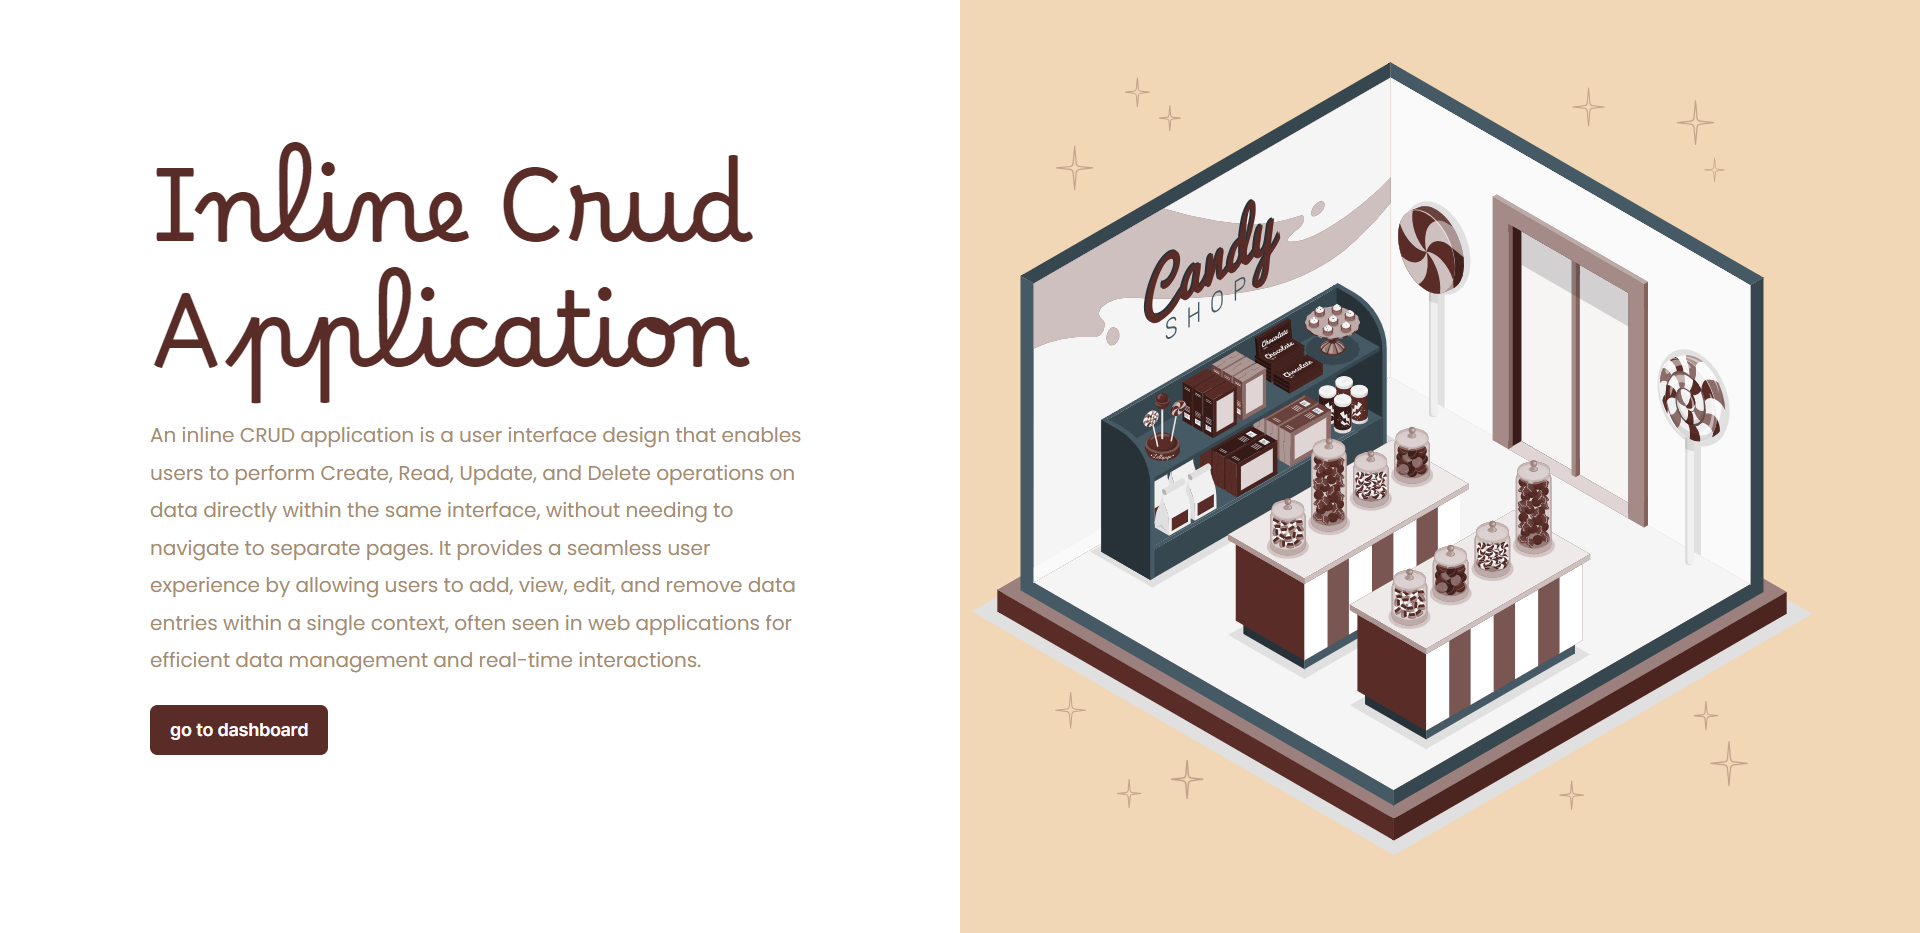 Inline Crud
Application
An inline CRUD application is a user interface design that enables
users to perform Create, Read, Update, and Delete operations on
data directly within the same interface, without needing to
navigate to separate pages. It provides a seamless user
experience by allowing users to add, view, edit, and remove data
entries within a single context, often seen in web applications for
efficient data management and real-time interactions.
go to dashboard
Candy
SHOP
Chocolate
Chocolate
Chocolate